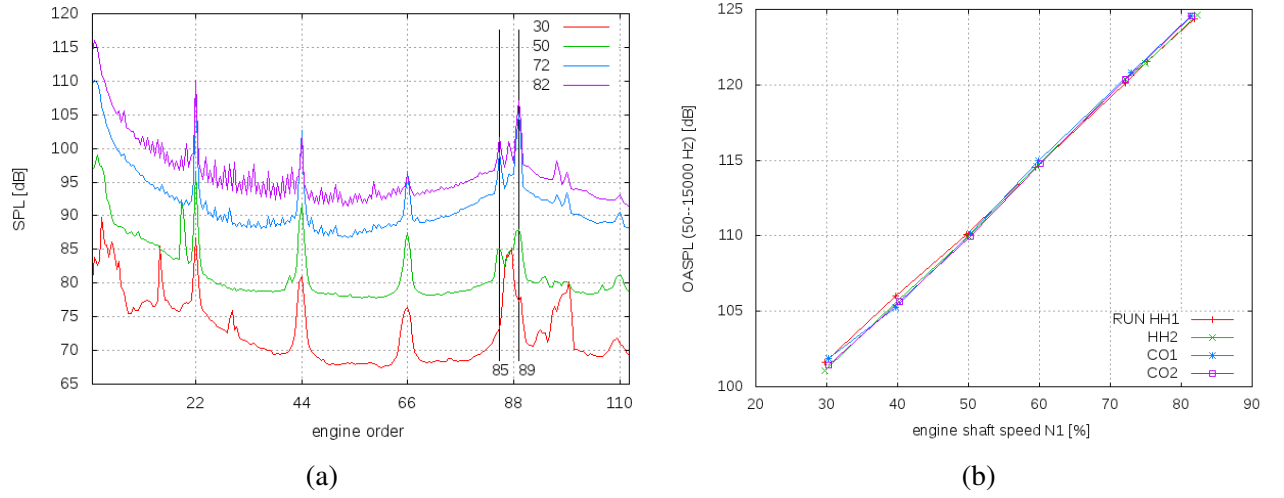 SPL [dB]
120
115
110
105
100
95
90
85
80
75
70
65
30
50
72
82
85 89
22 44 66 88 110
engine order
(a)
OASPL (50--15000 Hz) [dB]
125
120
115
110
105
100
RUN HH1
HH2
CO1
CO2
20 30 40 50 60 70 80 90
engine shaft speed N1 [%]
(b)